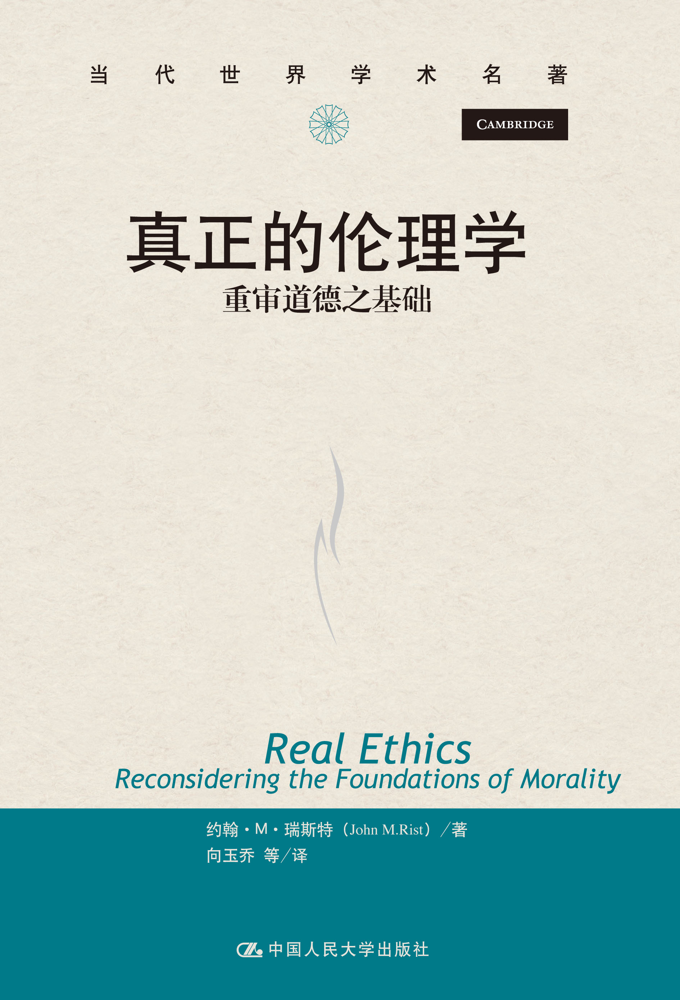 当代世界学术名著
CAMBRIDGE
真正的伦理学
重审道德之基础
Real Ethics
Reconsidering the Foundations of Morality
约翰·M·瑞斯特（John M.Rist）/著
向玉乔 等/译
中国人民大学出版社